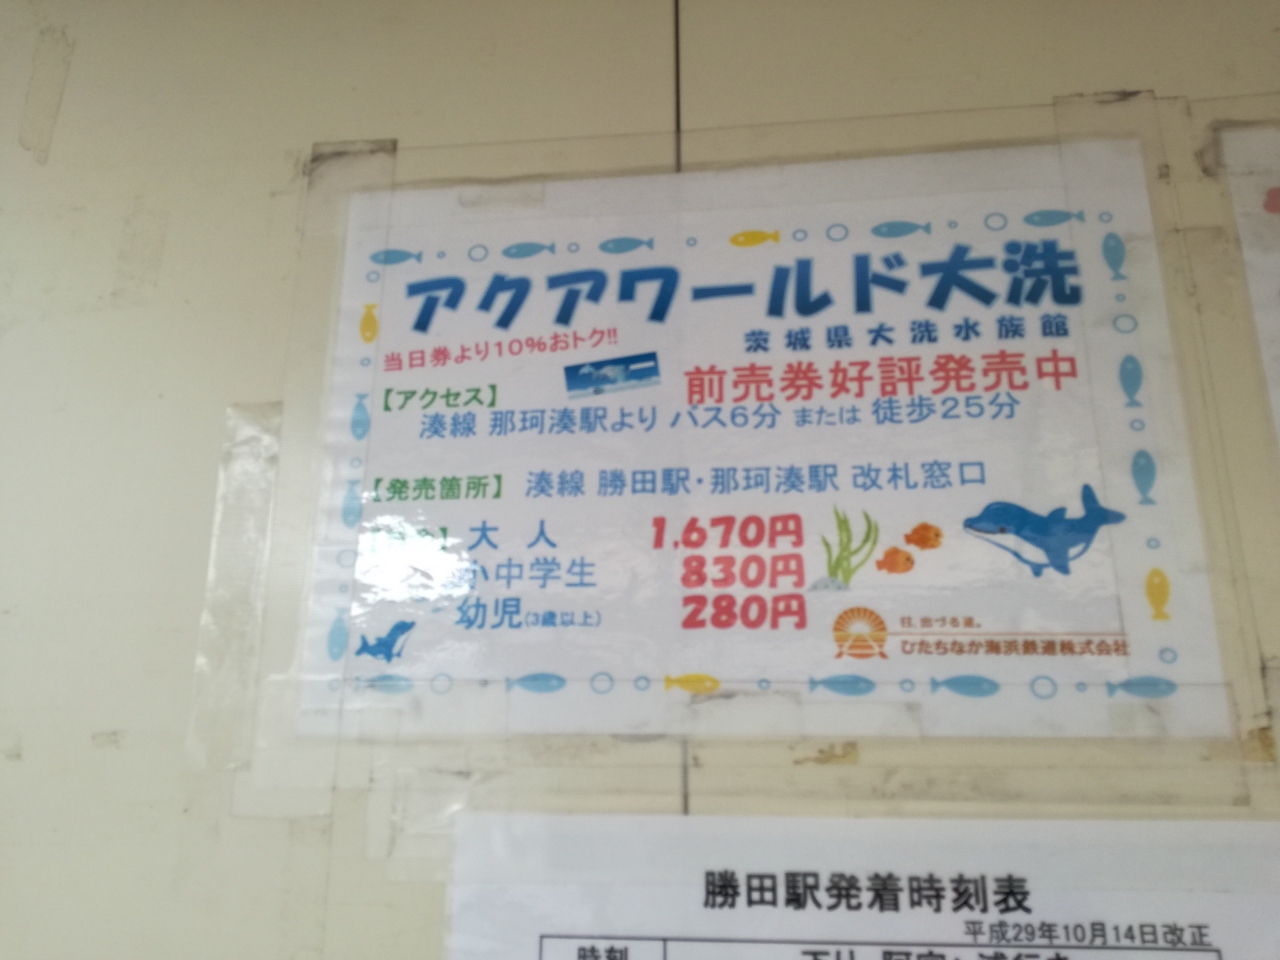 アクアワールド大洗
茨城県大洗水族館
当日券より10%おトク!!
前売券好評発売中
【アクセス】
湊線 那珂湊駅より バス6分 または 徒歩25分
【発売箇所】 湊線 勝田駅・那珂湊駅 改札窓口
大人 1,670円
小中学生 830円
幼児(3歳以上) 280円
日、出づる道。
ひたちなか海浜鉄道株式会社
勝田駅発着時刻表
平成29年10月14日改正
時刻